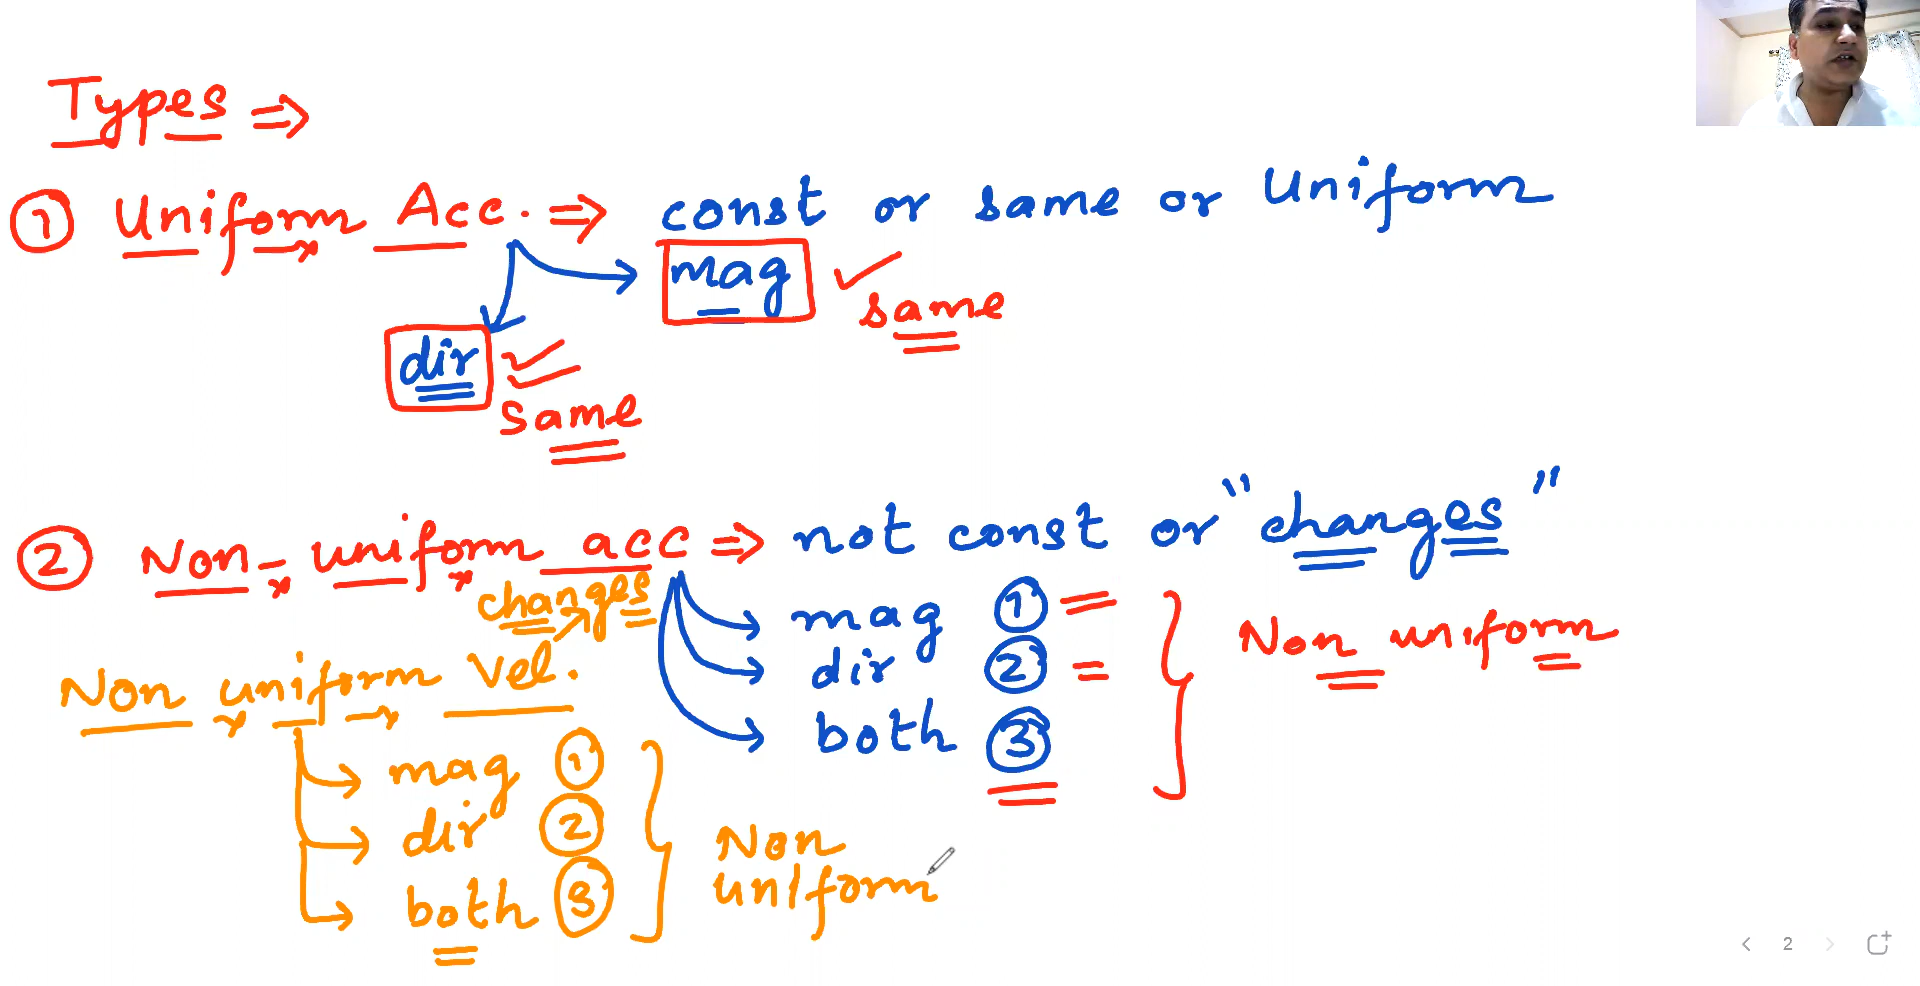 Types ⇒
① Uniform Acc. ⇒ const or same or Uniform
mag ✓ same
dir ✓ same
② Non-uniform acc ⇒ not const or "changes"
changes
mag ①
dir ②
both ③
Non uniform
Non uniform Vel.
mag ①
dir ②
both ③
Non
uniform
2